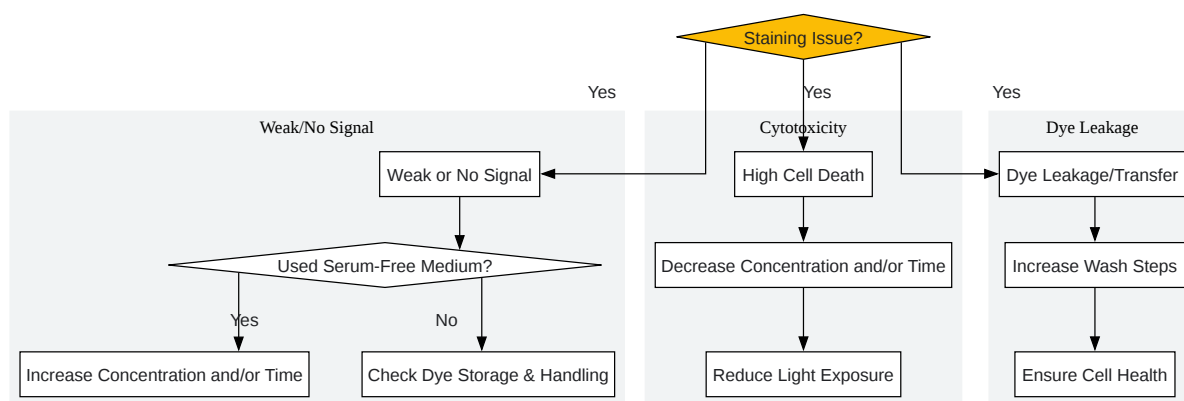 Staining Issue?
Yes
Yes
Yes
Weak/No Signal
Cytotoxicity
Dye Leakage
Weak or No Signal
High Cell Death
Dye Leakage/Transfer
Used Serum-Free Medium?
Decrease Concentration and/or Time
Increase Wash Steps
Yes
No
Increase Concentration and/or Time
Check Dye Storage & Handling
Reduce Light Exposure
Ensure Cell Health